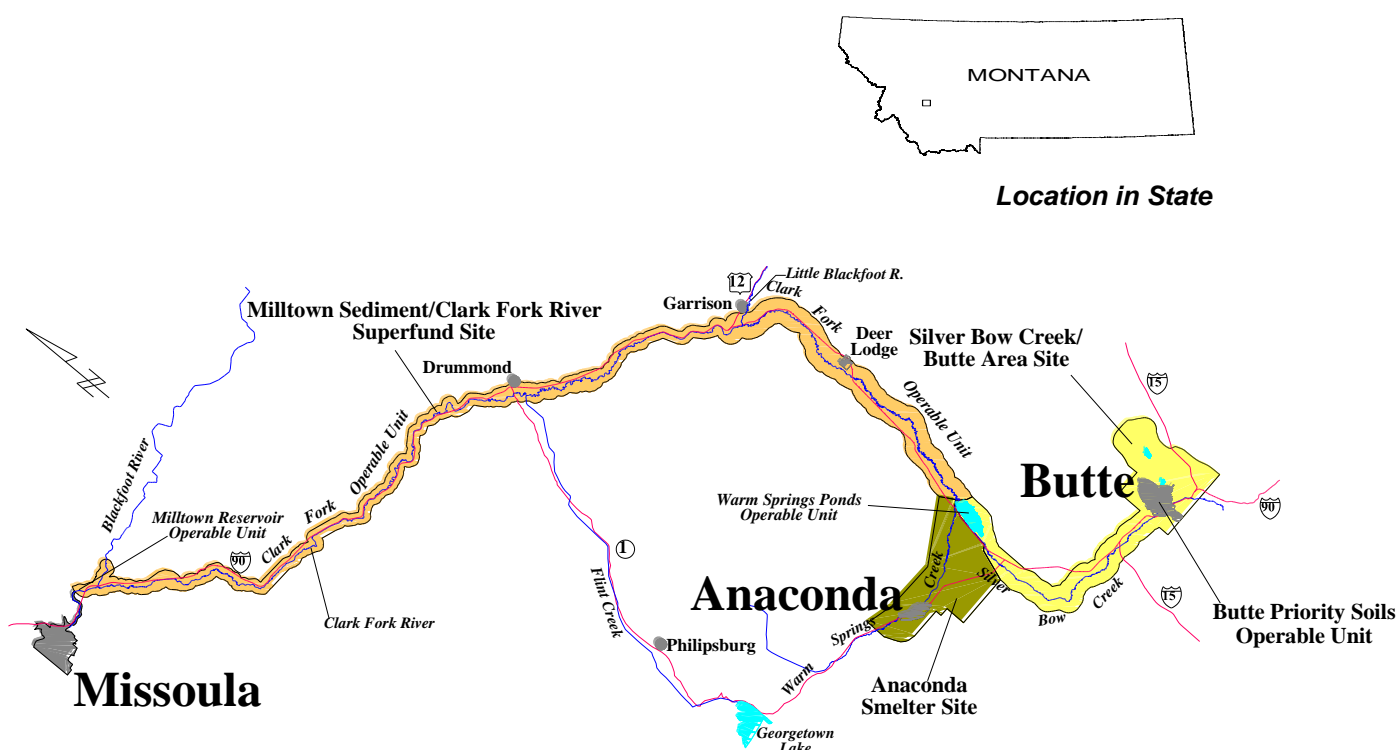 MONTANA
Location in State
12
Little Blackfoot R.
Garrison
Clark
Fork
Operable Unit
Milltown Sediment/Clark Fork River
Superfund Site
Deer
Lodge
Silver Bow Creek/
Butte Area Site
Drummond
15
Blackfoot River
Operable Unit
Fork
Clark
Butte
Warm Springs Ponds
Operable Unit
90
Milltown Reservoir
Operable Unit
90
1
Flint Creek
Anaconda
Creek
Silver
Bow
Creek
15
Butte Priority Soils
Operable Unit
Clark Fork River
Springs
Warm
Philipsburg
Missoula
Anaconda
Smelter Site
Georgetown
Lake